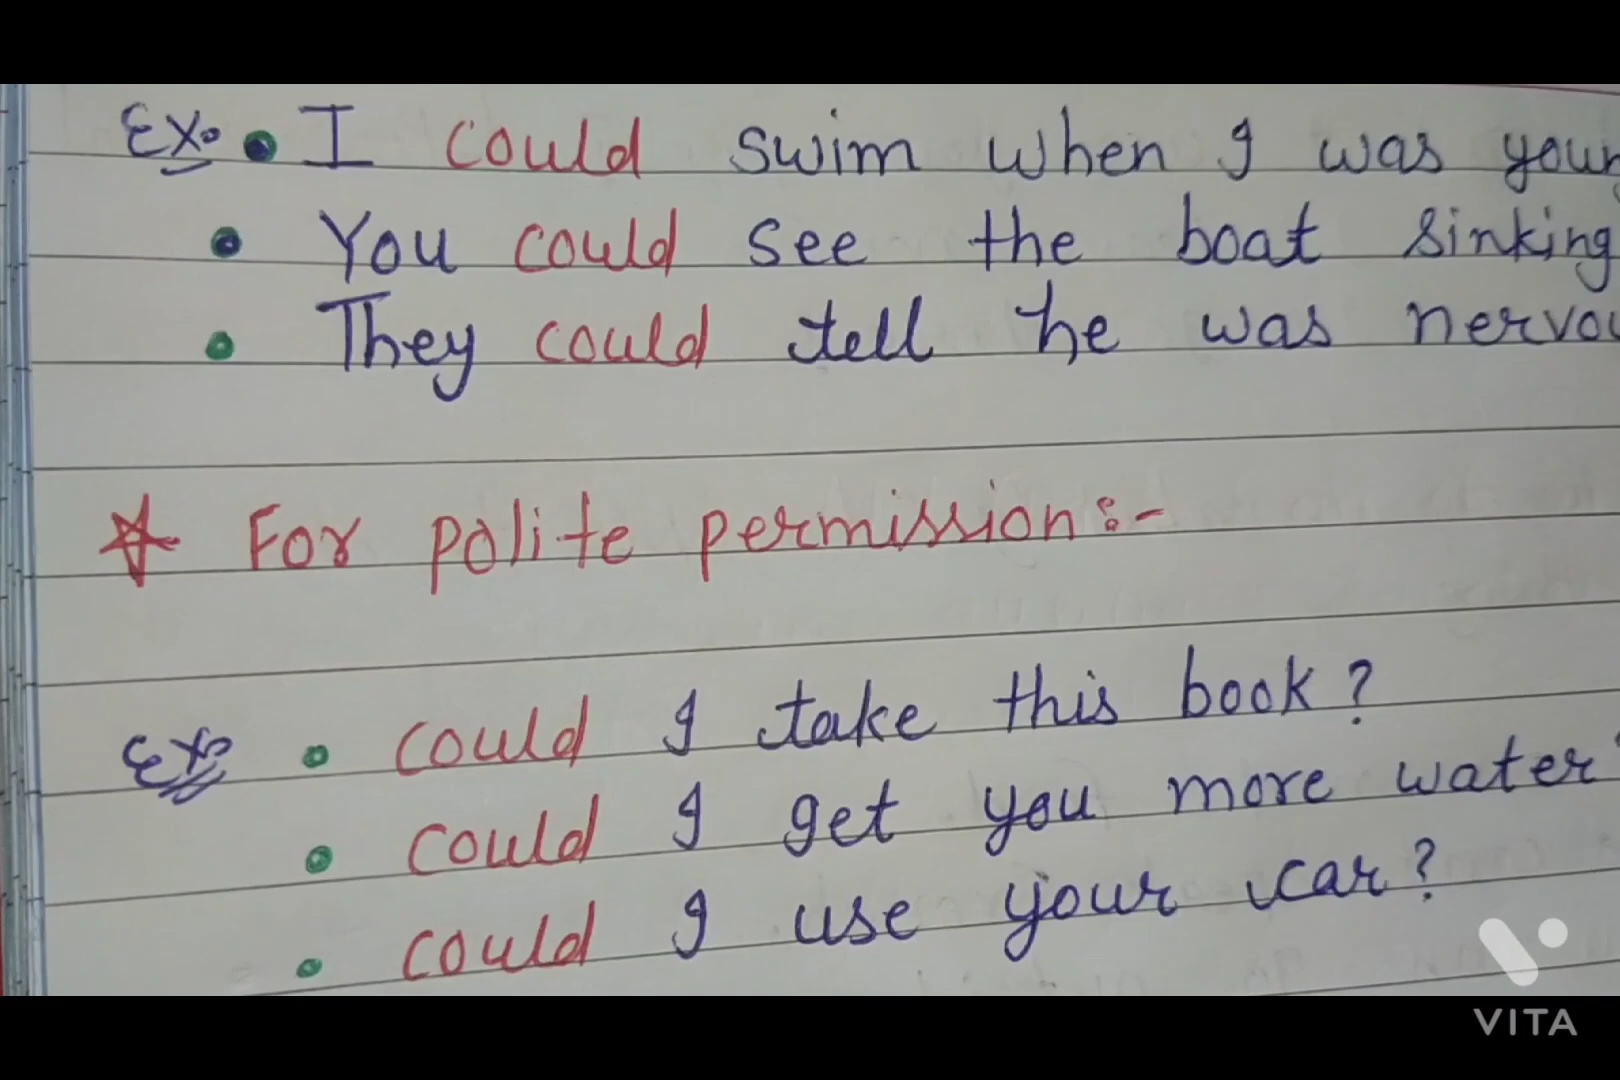 Ex. • I could swim when I was
• You could see the boat sinking
• They could tell he was
☆ For polite permission:-
Ex. • could I take this book?
• could I get you more water
• could I use your car?
VITA